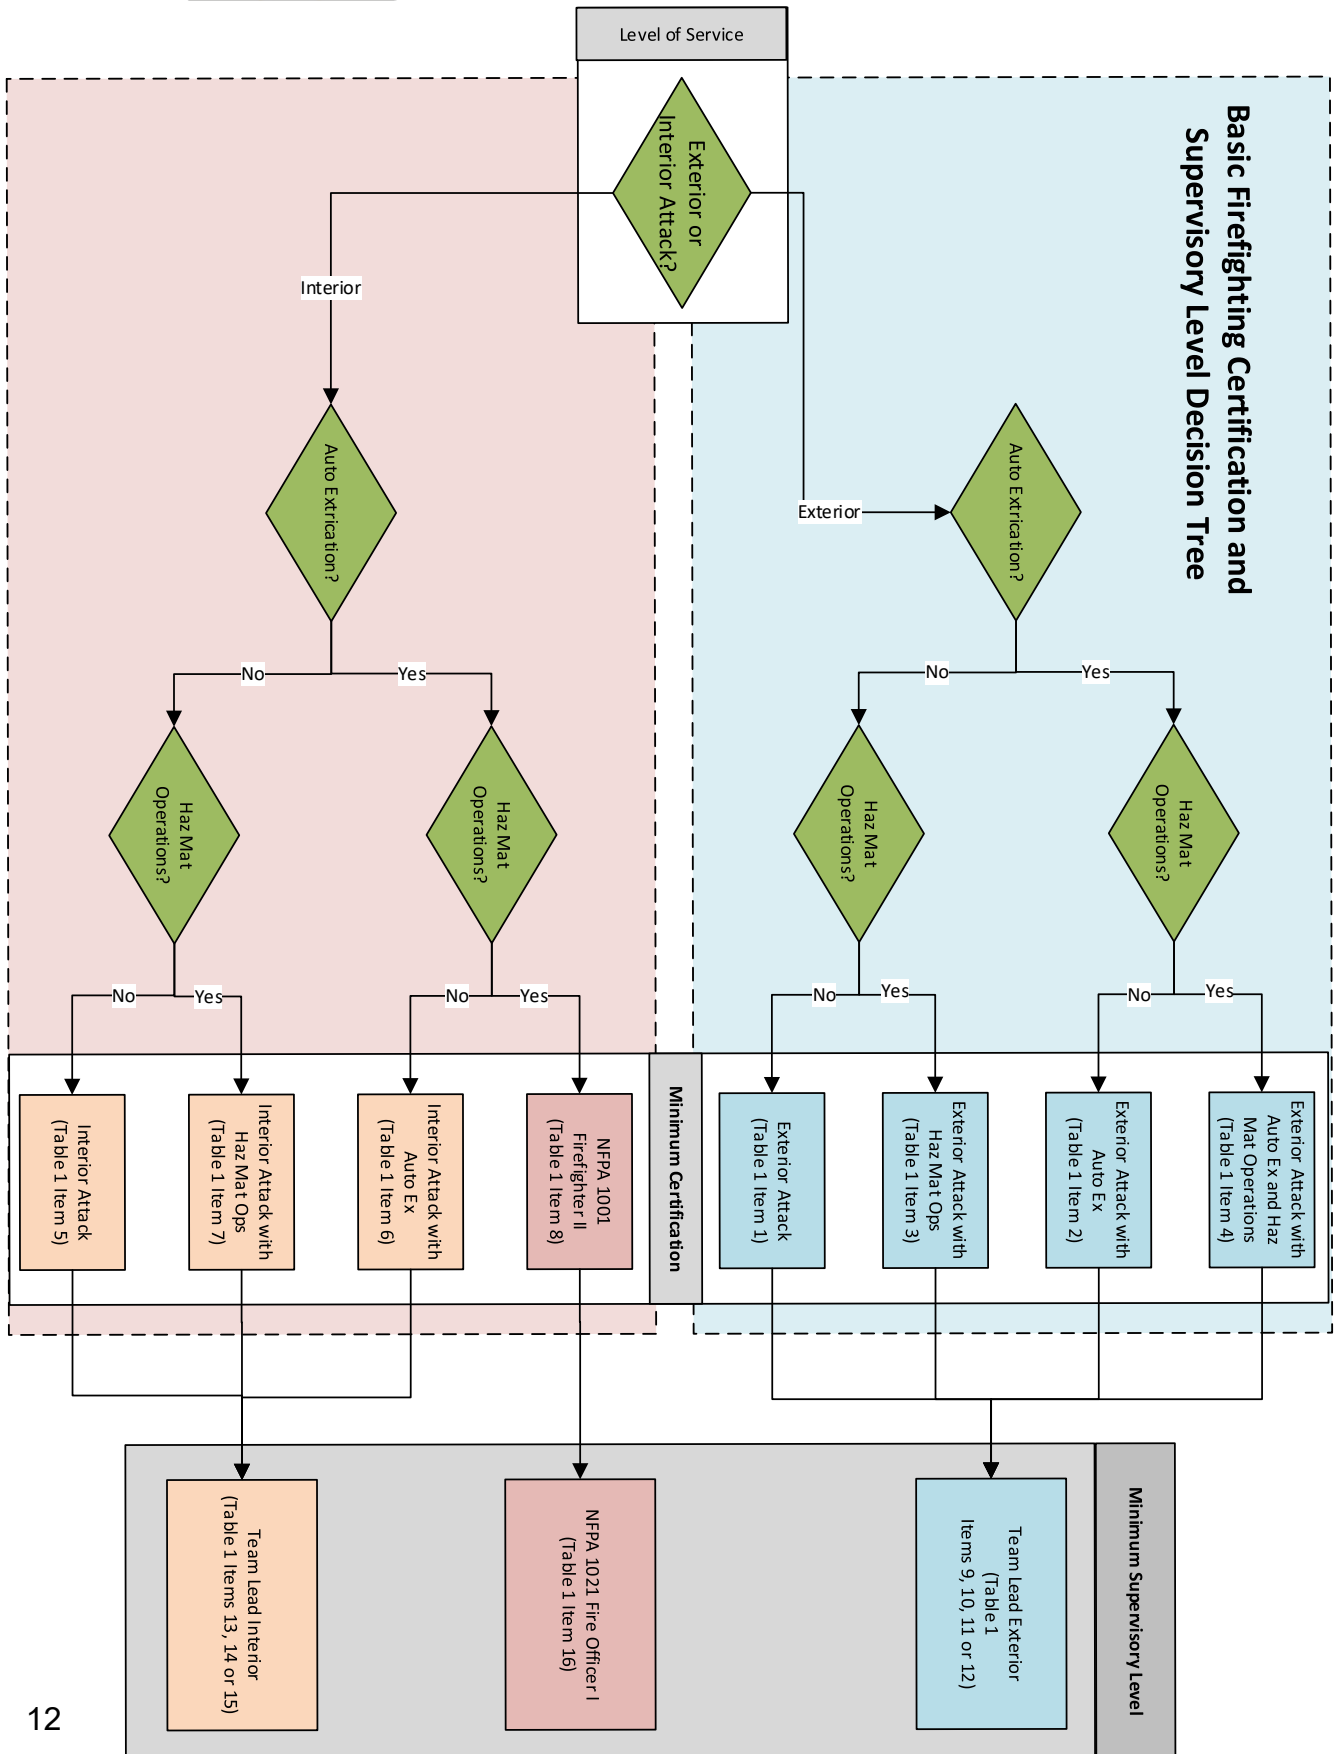 Level of Service
Basic Firefighting Certification and
Supervisory Level Decision Tree
Exterior or
Interior Attack?
Interior
Exterior
Auto Extrication?
Auto Extrication?
No
Yes
No
Yes
Haz Mat
Operations?
Haz Mat
Operations?
Haz Mat
Operations?
Haz Mat
Operations?
No
Yes
No
Yes
No
Yes
No
Yes
Minimum Certification
Interior Attack
(Table 1 Item 5)
Interior Attack with
Haz Mat Ops
(Table 1 Item 7)
Interior Attack with
Auto Ex
(Table 1 Item 6)
NFPA 1001
Firefighter II
(Table 1 Item 8)
Exterior Attack
(Table 1 Item 1)
Exterior Attack with
Haz Mat Ops
(Table 1 Item 3)
Exterior Attack with
Auto Ex
(Table 1 Item 2)
Exterior Attack with
Auto Ex and Haz
Mat Operations
(Table 1 Item 4)
Minimum Supervisory Level
Team Lead Interior
(Table 1 Items 13, 14 or 15)
NFPA 1021 Fire Officer I
(Table 1 Item 16)
Team Lead Exterior
(Table 1
Items 9, 10, 11 or 12)
12